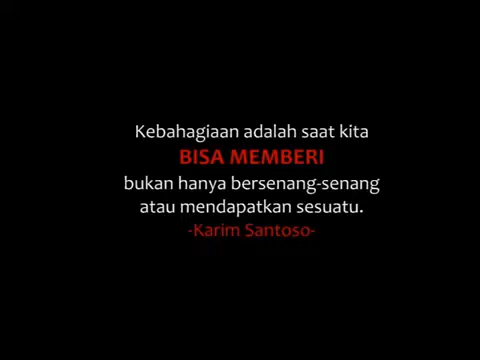 Kebahagiaan adalah saat kita
BISA MEMBERI
bukan hanya bersenang-senang
atau mendapatkan sesuatu.
-Karim Santoso-